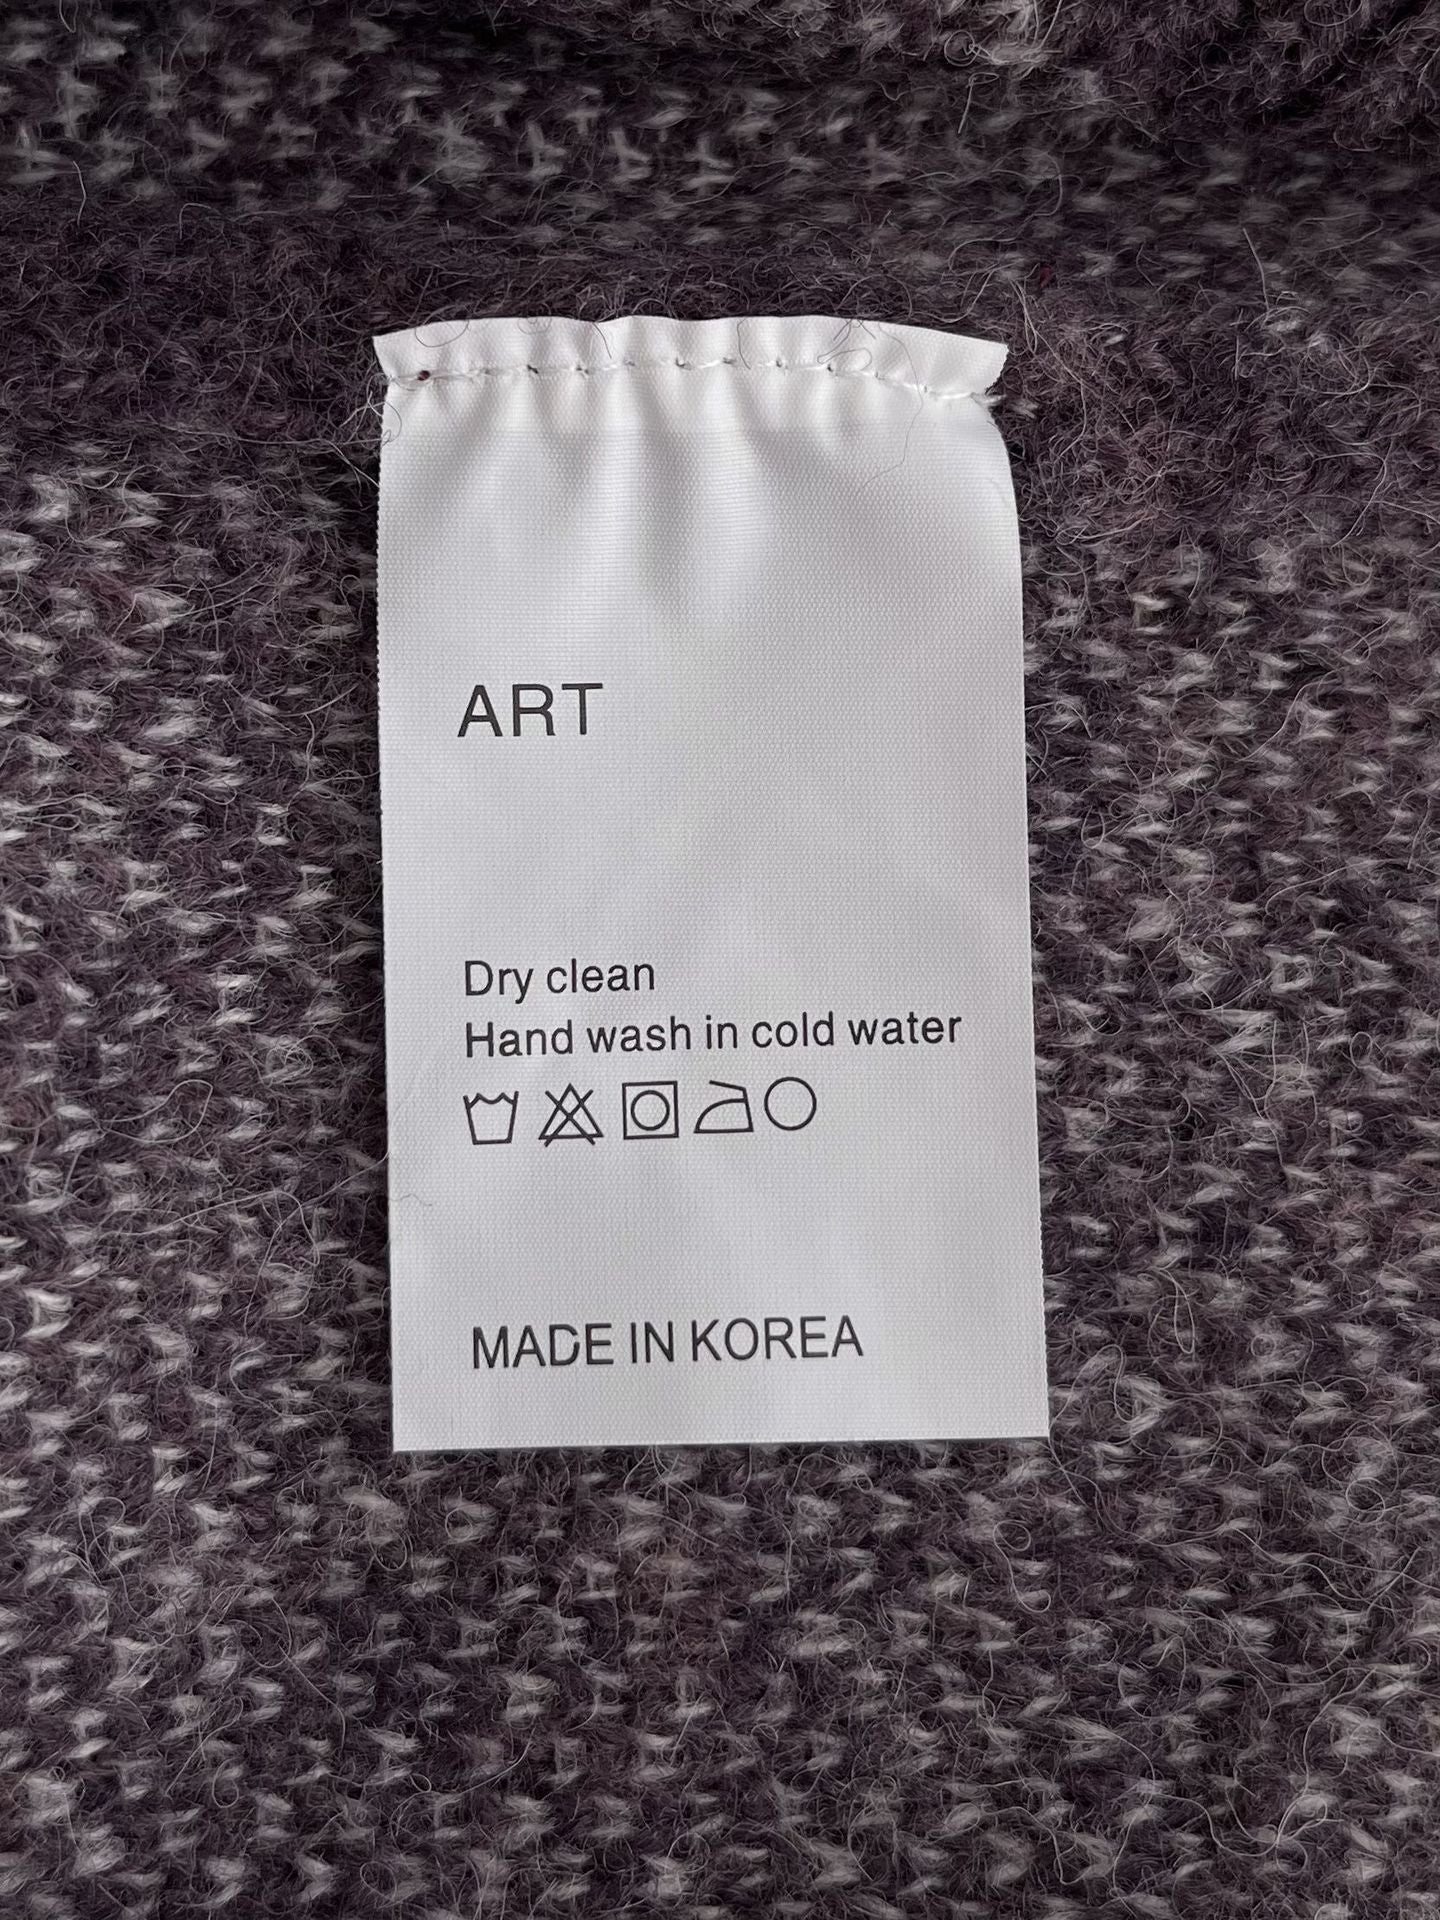 ART
Dry clean
Hand wash in cold water
MADE IN KOREA